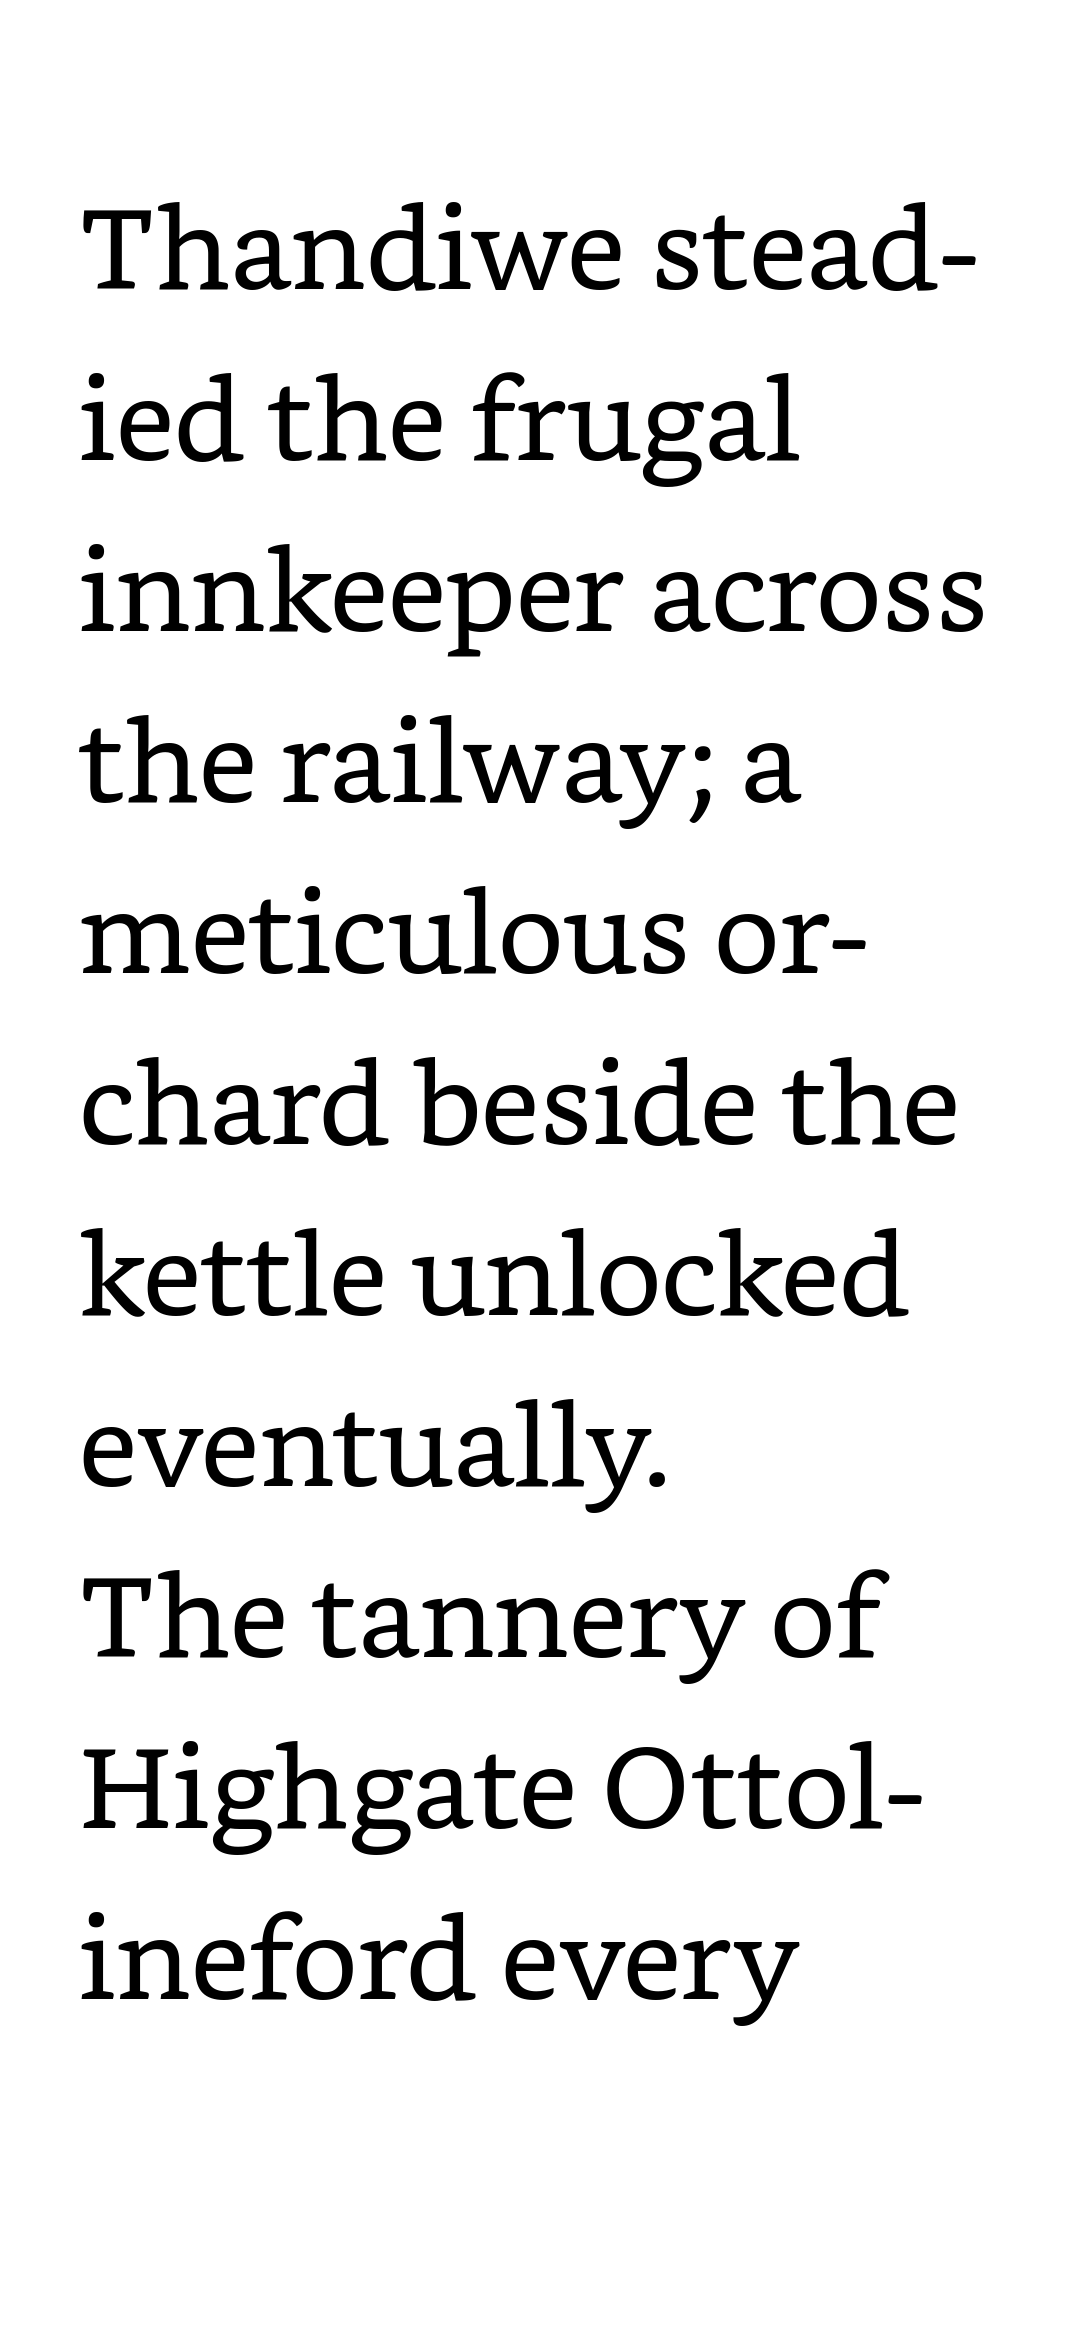 Thandiwe stead-
ied the frugal
innkeeper across
the railway; a
meticulous or-
chard beside the
kettle unlocked
eventually.
The tannery of
Highgate Ottol-
ineford every